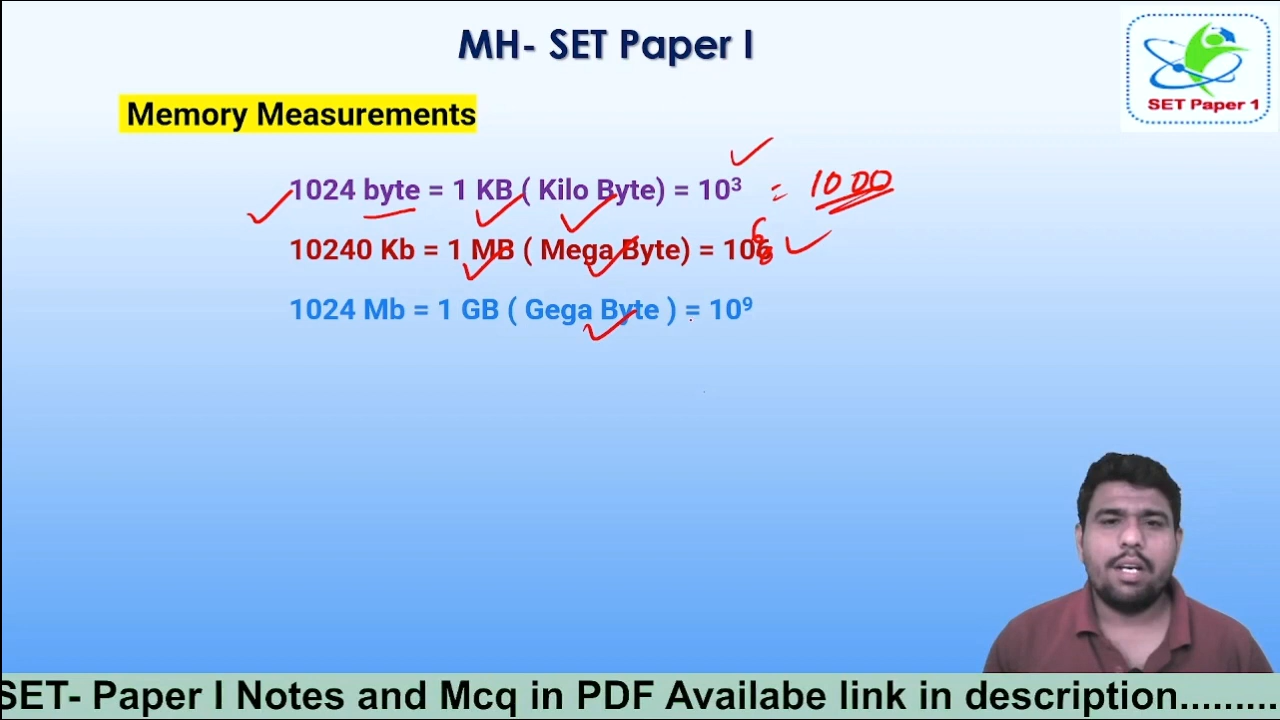 MH- SET Paper I
SET Paper 1
Memory Measurements
1024 byte = 1 KB ( Kilo Byte) = 10³ = 1000
10240 Kb = 1 MB ( Mega Byte) = 106 6
1024 Mb = 1 GB ( Gega Byte ) = 10⁹
SET- Paper I Notes and Mcq in PDF Availabe link in description.........